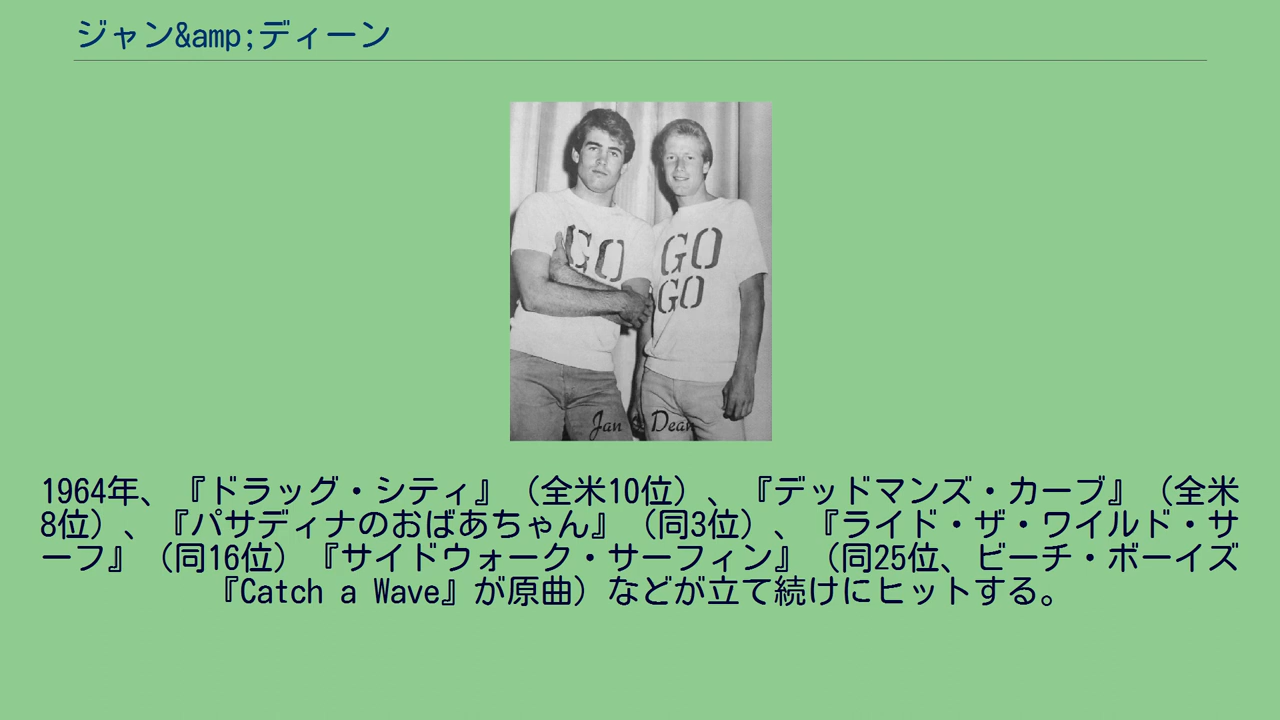 ジャン&amp;ディーン
GO
GO
GO
Jan & Dean
1964年、『ドラッグ・シティ』（全米10位）、『デッドマンズ・カーブ』（全米
8位）、『パサディナのおばあちゃん』（同3位）、『ライド・ザ・ワイルド・サ
ーフ』（同16位）『サイドウォーク・サーフィン』（同25位、ビーチ・ボーイズ
『Catch a Wave』が原曲）などが立て続けにヒットする。